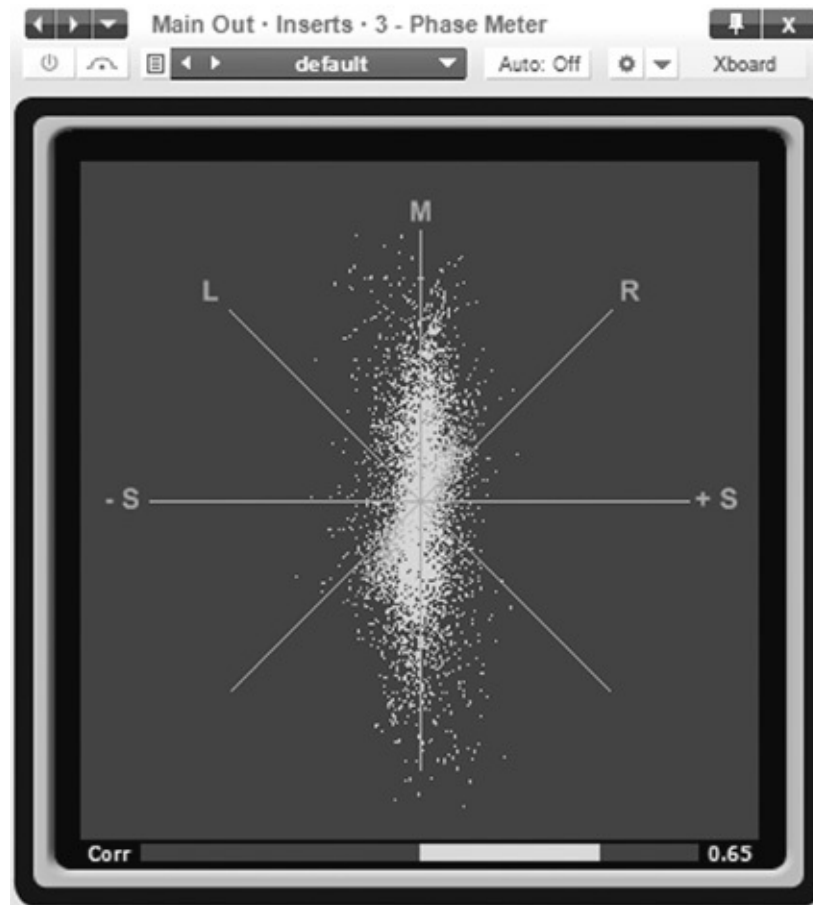 Main Out • Inserts • 3 - Phase Meter X
default Auto: Off Xboard
M
L R
- S + S
Corr 0.65